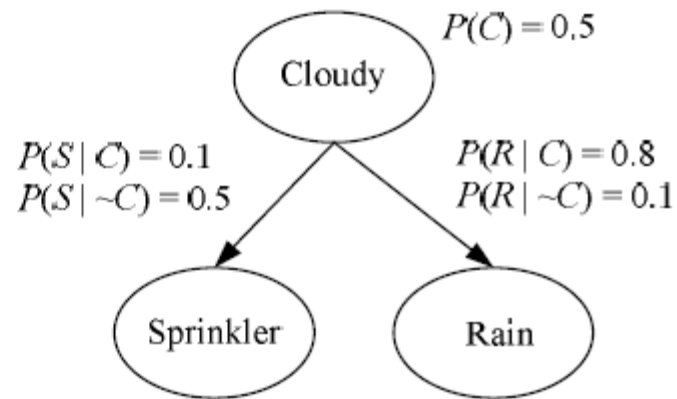 P(C) = 0.5
Cloudy
P(S | C) = 0.1
P(S | ~C) = 0.5
P(R | C) = 0.8
P(R | ~C) = 0.1
Sprinkler
Rain